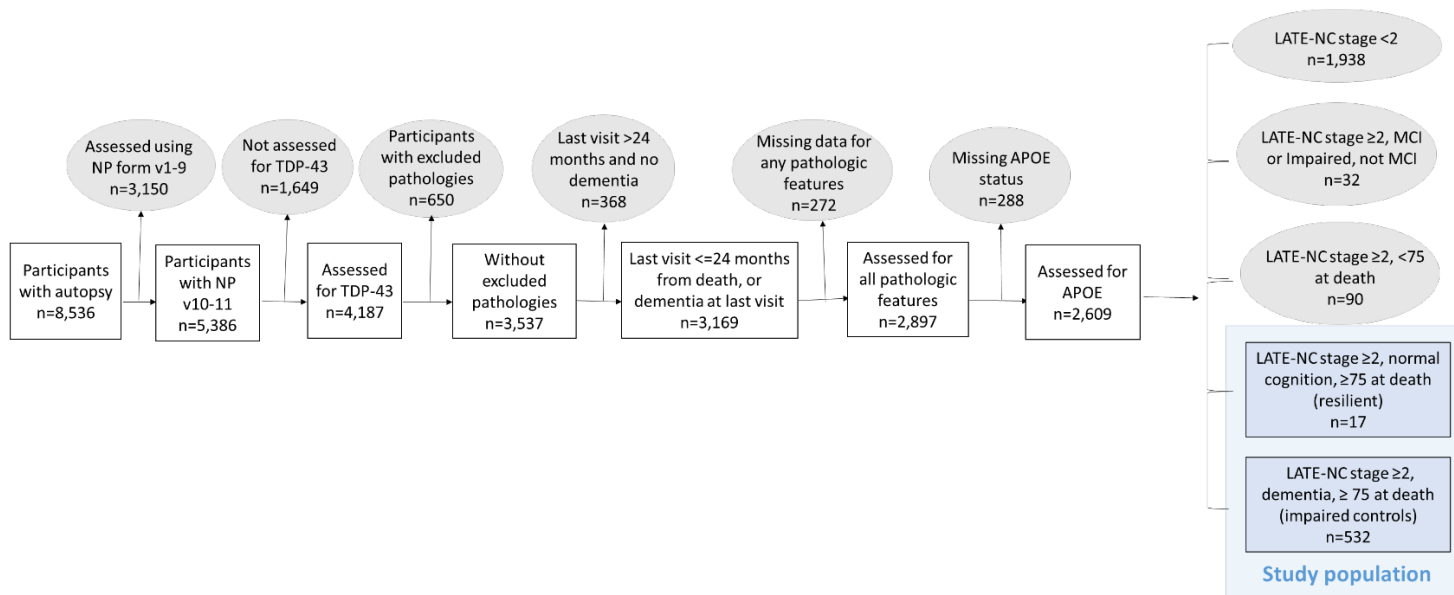 Assessed using
NP form v1-9
n=3,150
Not assessed
for TDP-43
n=1,649
Participants
with excluded
pathologies
n=650
Last visit >24
months and no
dementia
n=368
Missing data for
any pathologic
features
n=272
Missing APOE
status
n=288
Participants
with autopsy
n=8,536
Participants
with NP
v10-11
n=5,386
Assessed
for TDP-43
n=4,187
Without
excluded
pathologies
n=3,537
Last visit <=24 months
from death, or
dementia at last visit
n=3,169
Assessed for
all pathologic
features
n=2,897
Assessed for
APOE
n=2,609
LATE-NC stage <2
n=1,938
LATE-NC stage ≥2, MCI
or Impaired, not MCI
n=32
LATE-NC stage ≥2, <75
at death
n=90
LATE-NC stage ≥2, normal
cognition, ≥75 at death
(resilient)
n=17
LATE-NC stage ≥2,
dementia, ≥ 75 at death
(impaired controls)
n=532
Study population